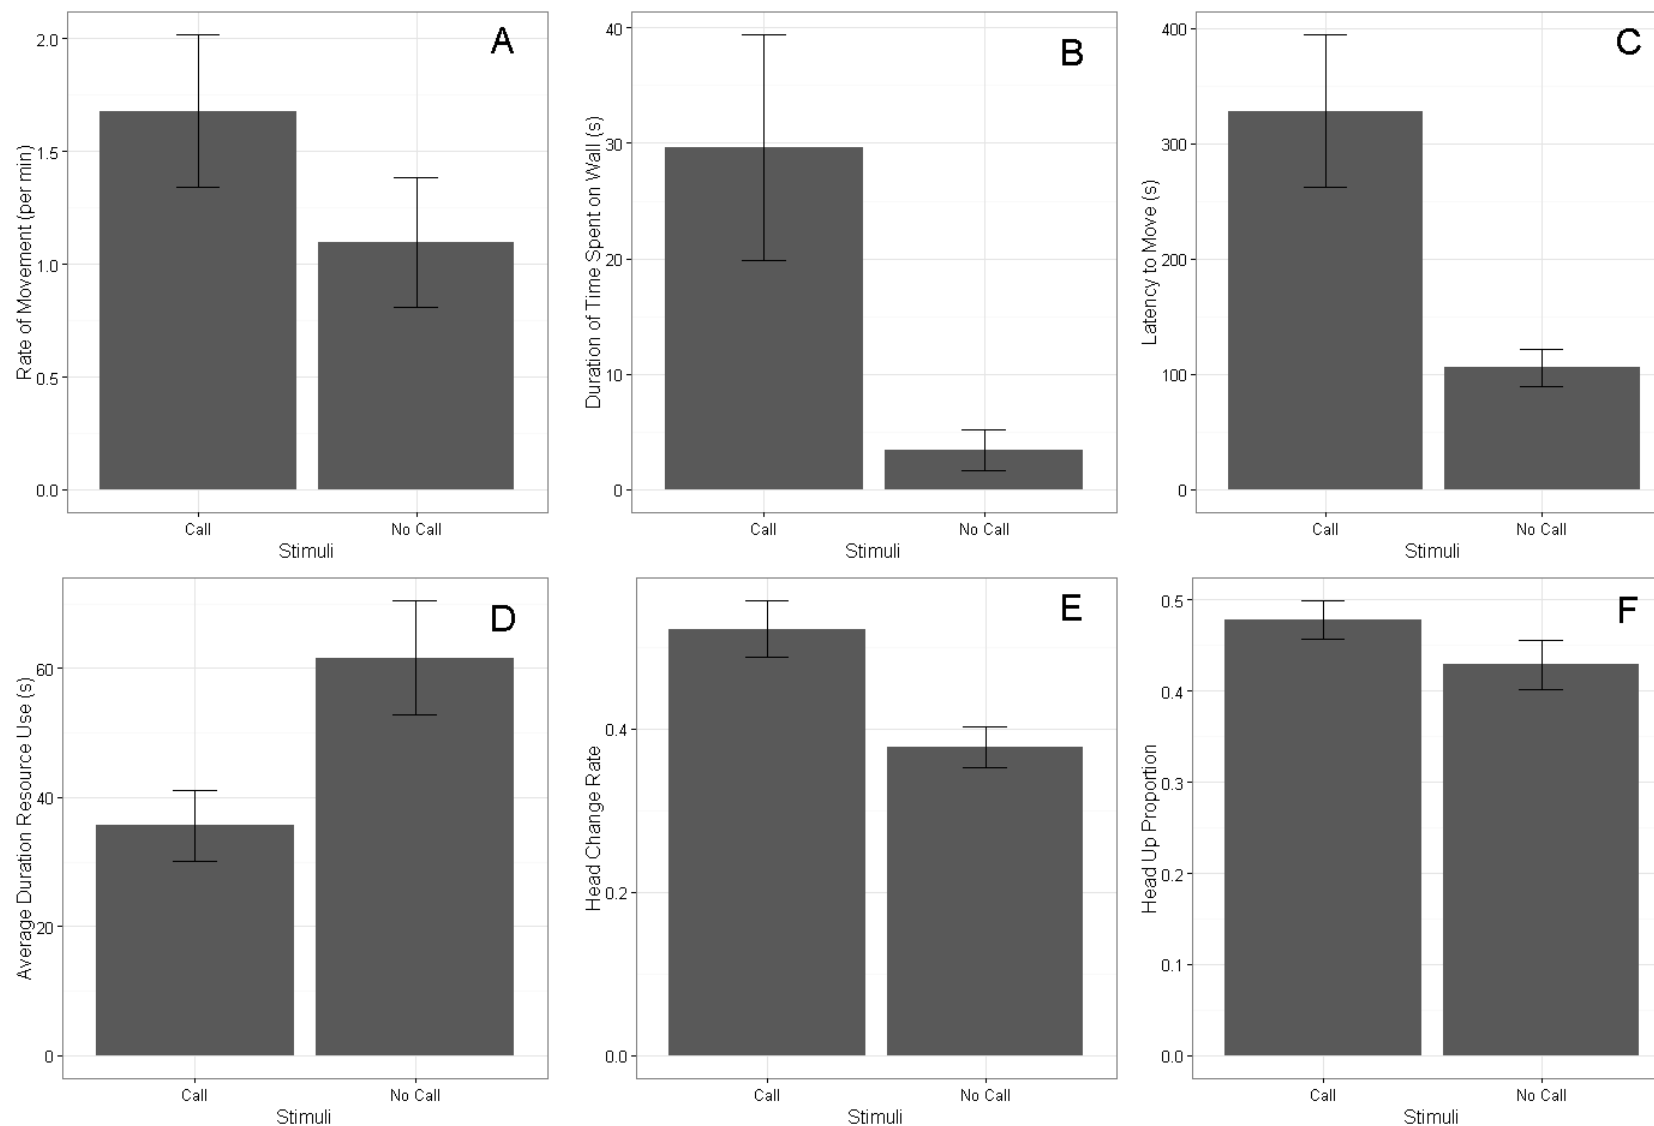 A
Rate of Movement (per min)
2.0
1.5
1.0
0.5
0.0
Call
No Call
Stimuli
B
Duration of Time Spent on Wall (s)
40
30
20
10
0
Call
No Call
Stimuli
C
Latency to Move (s)
400
300
200
100
0
Call
No Call
Stimuli
D
Average Duration Resource Use (s)
60
40
20
0
Call
No Call
Stimuli
E
Head Change Rate
0.4
0.2
0.0
Call
No Call
Stimuli
F
Head Up Proportion
0.5
0.4
0.3
0.2
0.1
0.0
Call
No Call
Stimuli